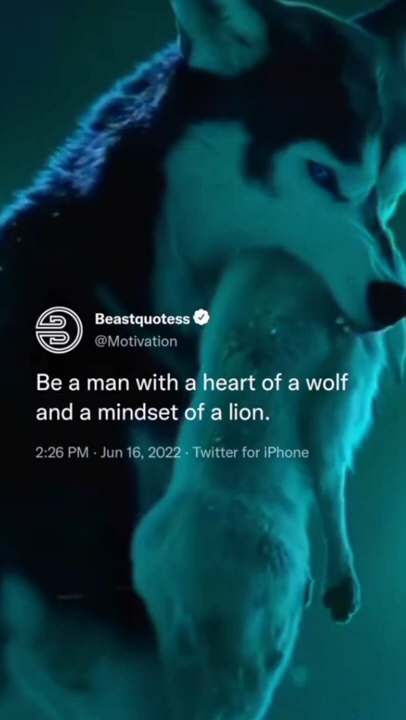 Beastquotess
@Motivation
Be a man with a heart of a wolf
and a mindset of a lion.
2:26 PM · Jun 16, 2022 · Twitter for iPhone